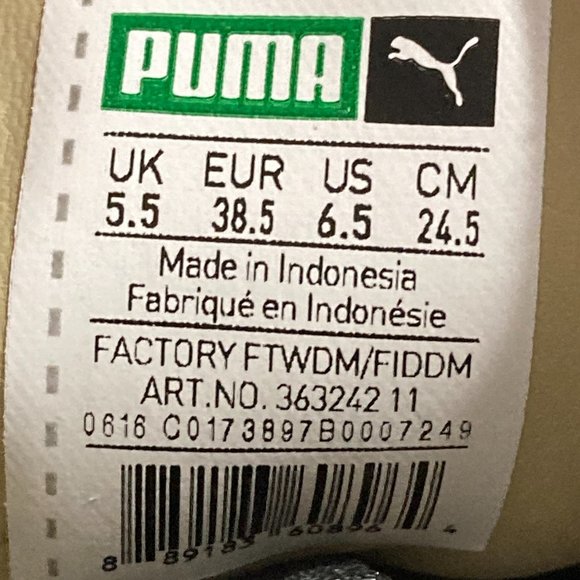 PUMA
UK EUR US CM
5.5 38.5 6.5 24.5
Made in Indonesia
Fabriqué en Indonésie
FACTORY FTWDM/FIDDM
ART.NO. 363242 11
0616 C0173897B0007249